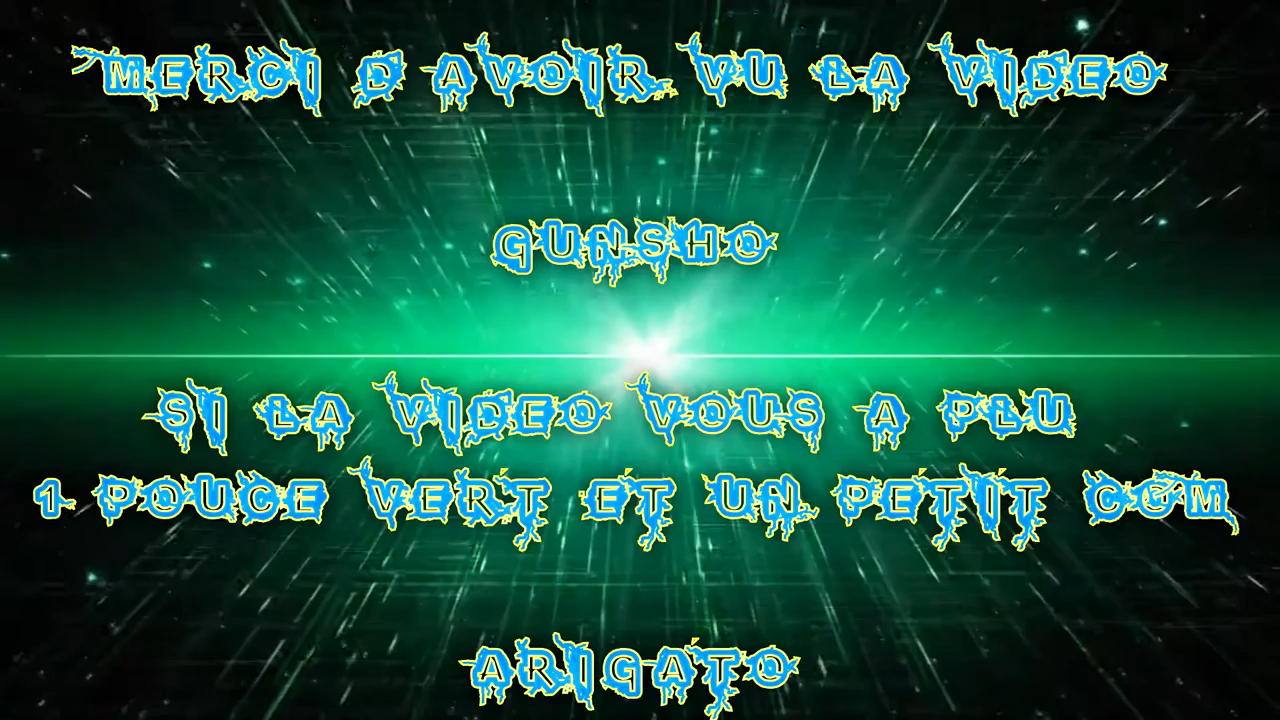 MERCI D AVOIR VU LA VIDEO
GUNSHO
SI LA VIDEO VOUS A PLU
1 POUCE VERT ET UN PETIT COM
ARIGATO